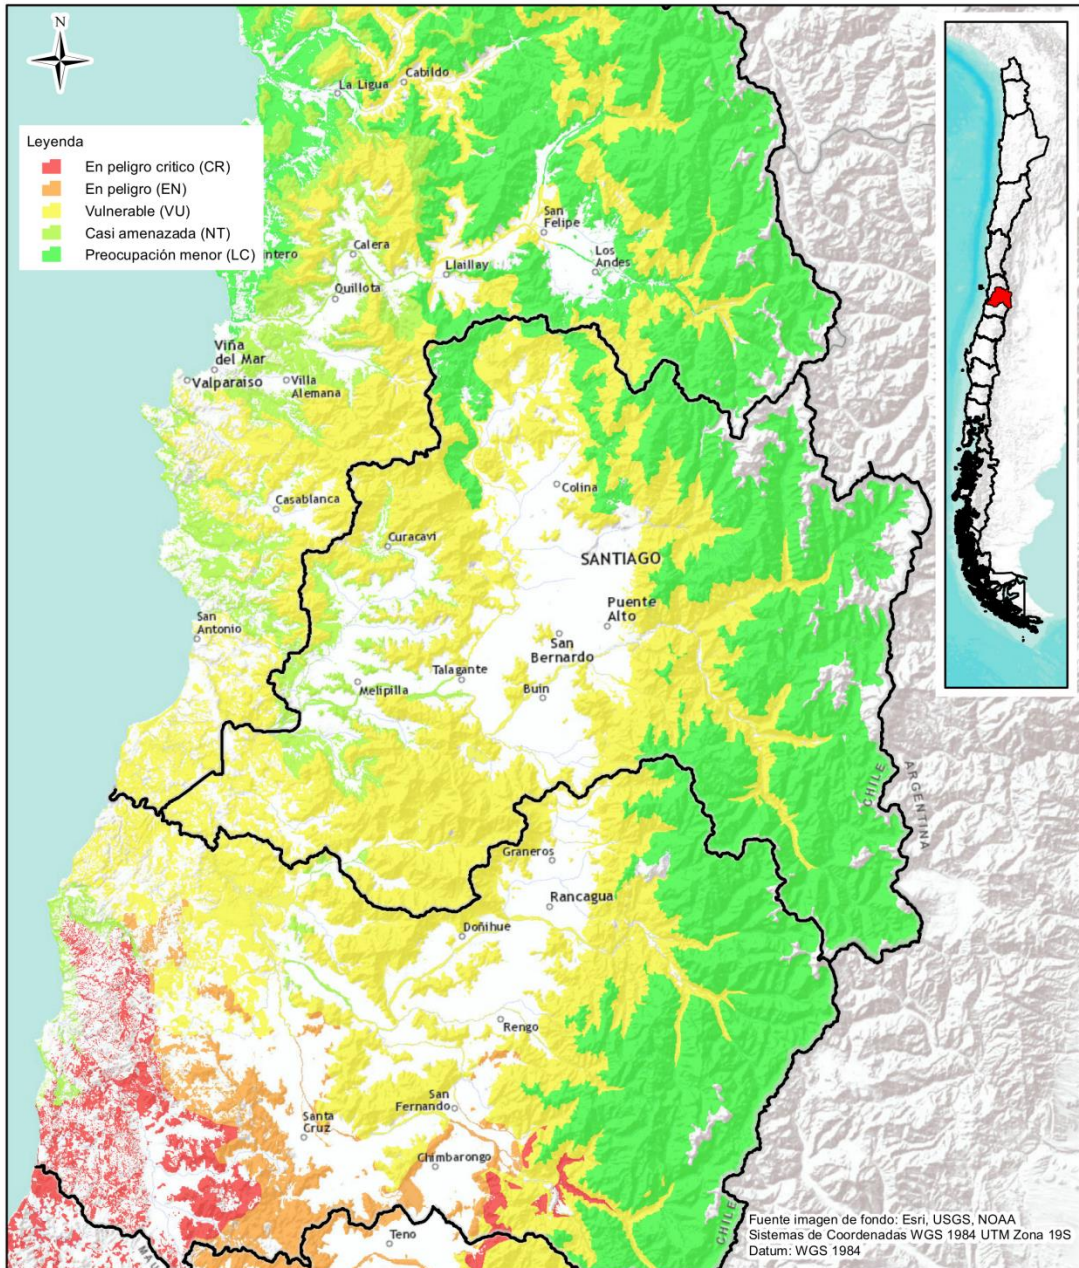 N
La Ligua
Cabildo
Leyenda
En peligro critico (CR)
En peligro (EN)
Vulnerable (VU)
Casi amenazada (NT)
Preocupación menor (LC)
intero
Calera
San
Felipe
Los
Andes
Llaillay
Quillota
Viña
del Mar
Valparaiso
Villa
Alemana
Casablanca
Colina
Curacavi
SANTIAGO
Puente
Alto
San
Antonio
San
Bernardo
Talagante
Melipilla
Buin
CHILE
ARGENTINA
Graneros
Rancagua
Doñihue
Rengo
San
Fernando
Santa
Cruz
Chimbarongo
Teno
CHILE
Fuente imagen de fondo: Esri, USGS, NOAA
Sistemas de Coordenadas WGS 1984 UTM Zona 19S
Datum: WGS 1984